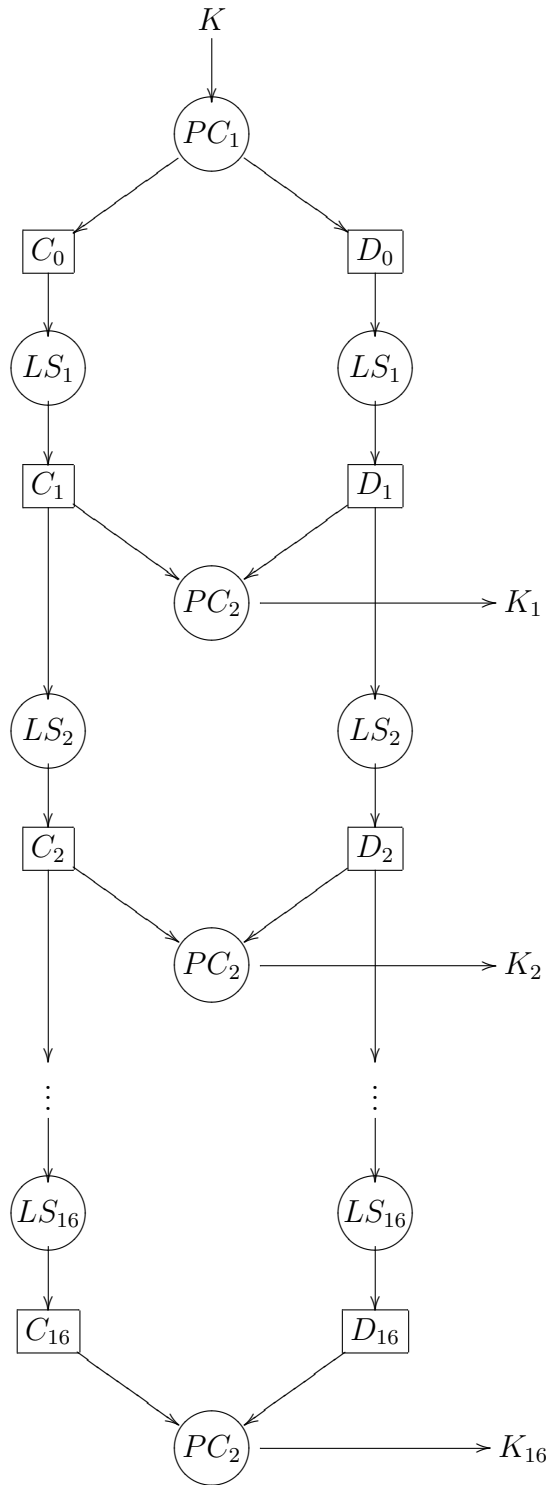 K
PC₁
C₀ D₀
LS₁ LS₁
C₁ D₁
PC₂ K₁
LS₂ LS₂
C₂ D₂
PC₂ K₂
⋮ ⋮
LS₁₆ LS₁₆
C₁₆ D₁₆
PC₂ K₁₆